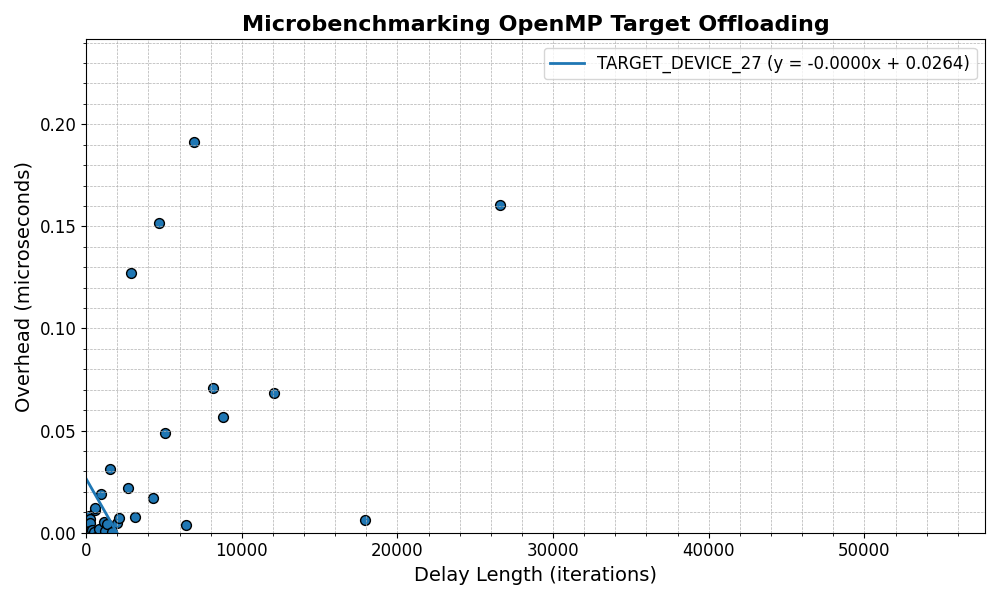 Microbenchmarking OpenMP Target Offloading
TARGET_DEVICE_27 (y = -0.0000x + 0.0264)
Overhead (microseconds)
0.20
0.15
0.10
0.05
0.00
0 10000 20000 30000 40000 50000
Delay Length (iterations)